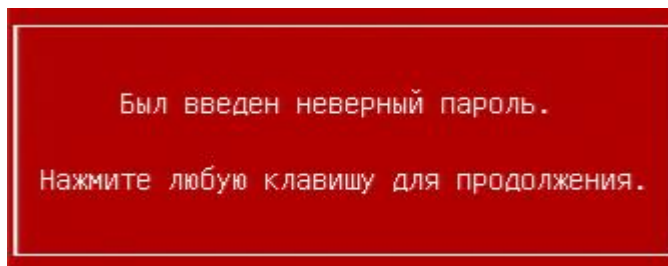 Был введен неверный пароль.
Нажмите любую клавишу для продолжения.